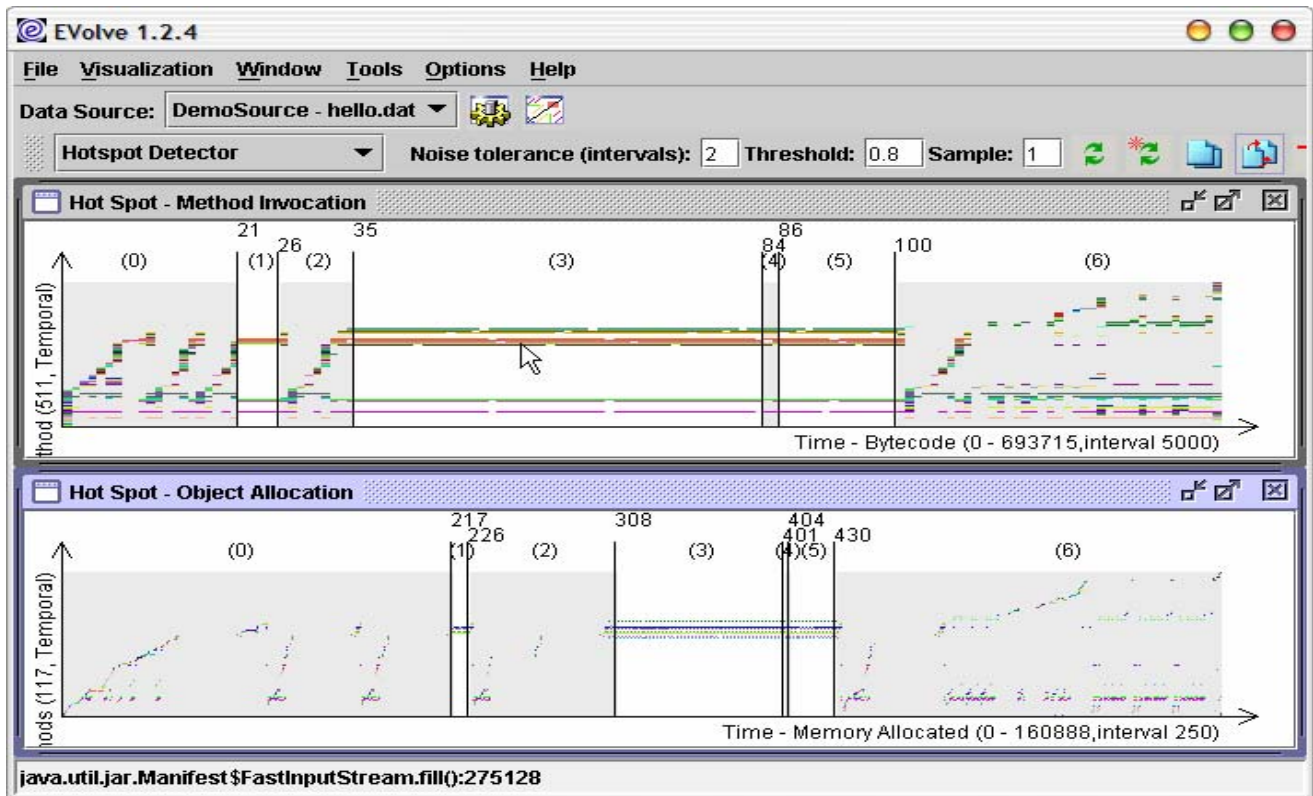 EVolve 1.2.4
File Visualization Window Tools Options Help
Data Source: DemoSource - hello.dat
Hotspot Detector Noise tolerance (intervals): 2 Threshold: 0.8 Sample: 1
Hot Spot - Method Invocation
21 26 35 84 86 100
(0) (1) (2) (3) (4) (5) (6)
thod (511, Temporal)
Time - Bytecode (0 - 693715,interval 5000)
Hot Spot - Object Allocation
217 226 308 401 404 430
(0) (1) (2) (3) (4) (5) (6)
nods (117, Temporal)
Time - Memory Allocated (0 - 160888,interval 250)
java.util.jar.Manifest$FastInputStream.fill():275128